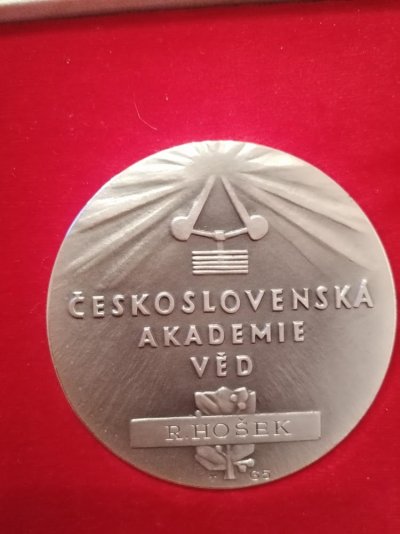 ČESKOSLOVENSKÁ
AKADEMIE
VĚD
R. HOŠEK